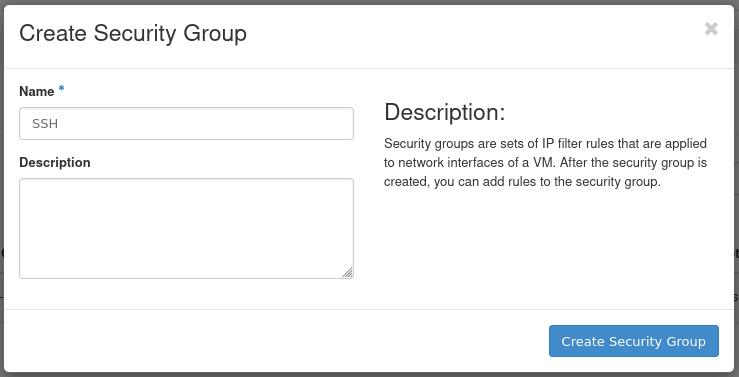 Create Security Group
✖
Name *
SSH
Description
Description:
Security groups are sets of IP filter rules that are applied
to network interfaces of a VM. After the security group is
created, you can add rules to the security group.
Create Security Group